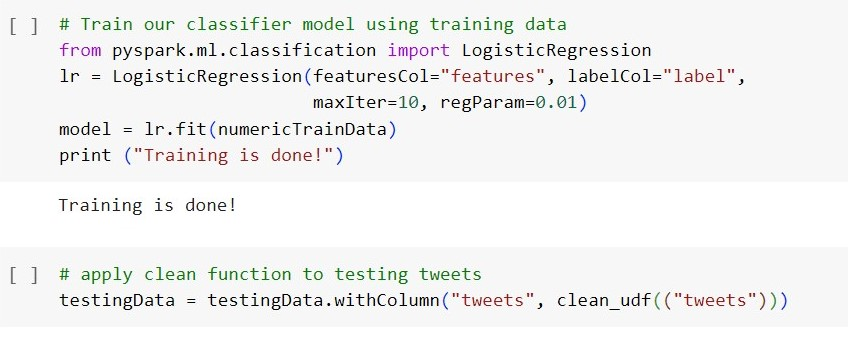 [ ] # Train our classifier model using training data
from pyspark.ml.classification import LogisticRegression
lr = LogisticRegression(featuresCol="features", labelCol="label",
maxIter=10, regParam=0.01)
model = lr.fit(numericTrainData)
print ("Training is done!")
Training is done!
[ ] # apply clean function to testing tweets
testingData = testingData.withColumn("tweets", clean_udf(("tweets")))